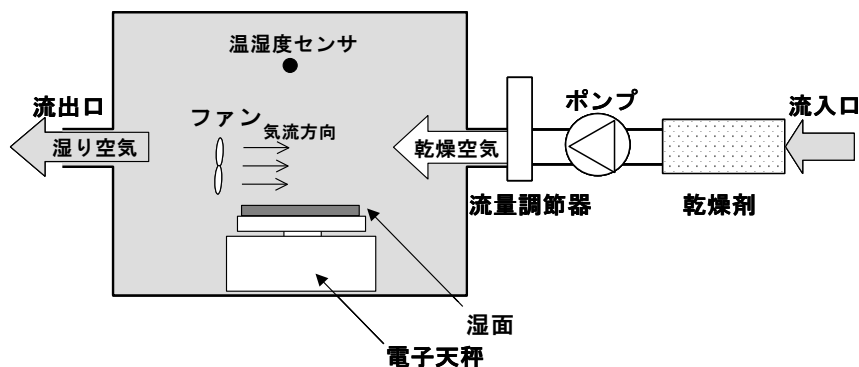 温湿度センサ
流出口
ファン
気流方向
湿り空気
乾燥空気
ポンプ
流入口
流量調節器
乾燥剤
湿面
電子天秤